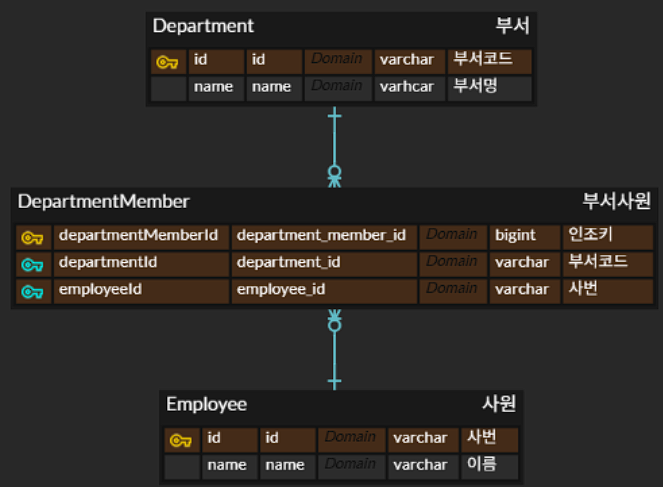 Department 부서
id id Domain varchar 부서코드
name name Domain varhcar 부서명
DepartmentMember 부서사원
departmentMemberId department_member_id Domain bigint 인조키
departmentId department_id Domain varchar 부서코드
employeeId employee_id Domain varchar 사번
Employee 사원
id id Domain varchar 사번
name name Domain varchar 이름